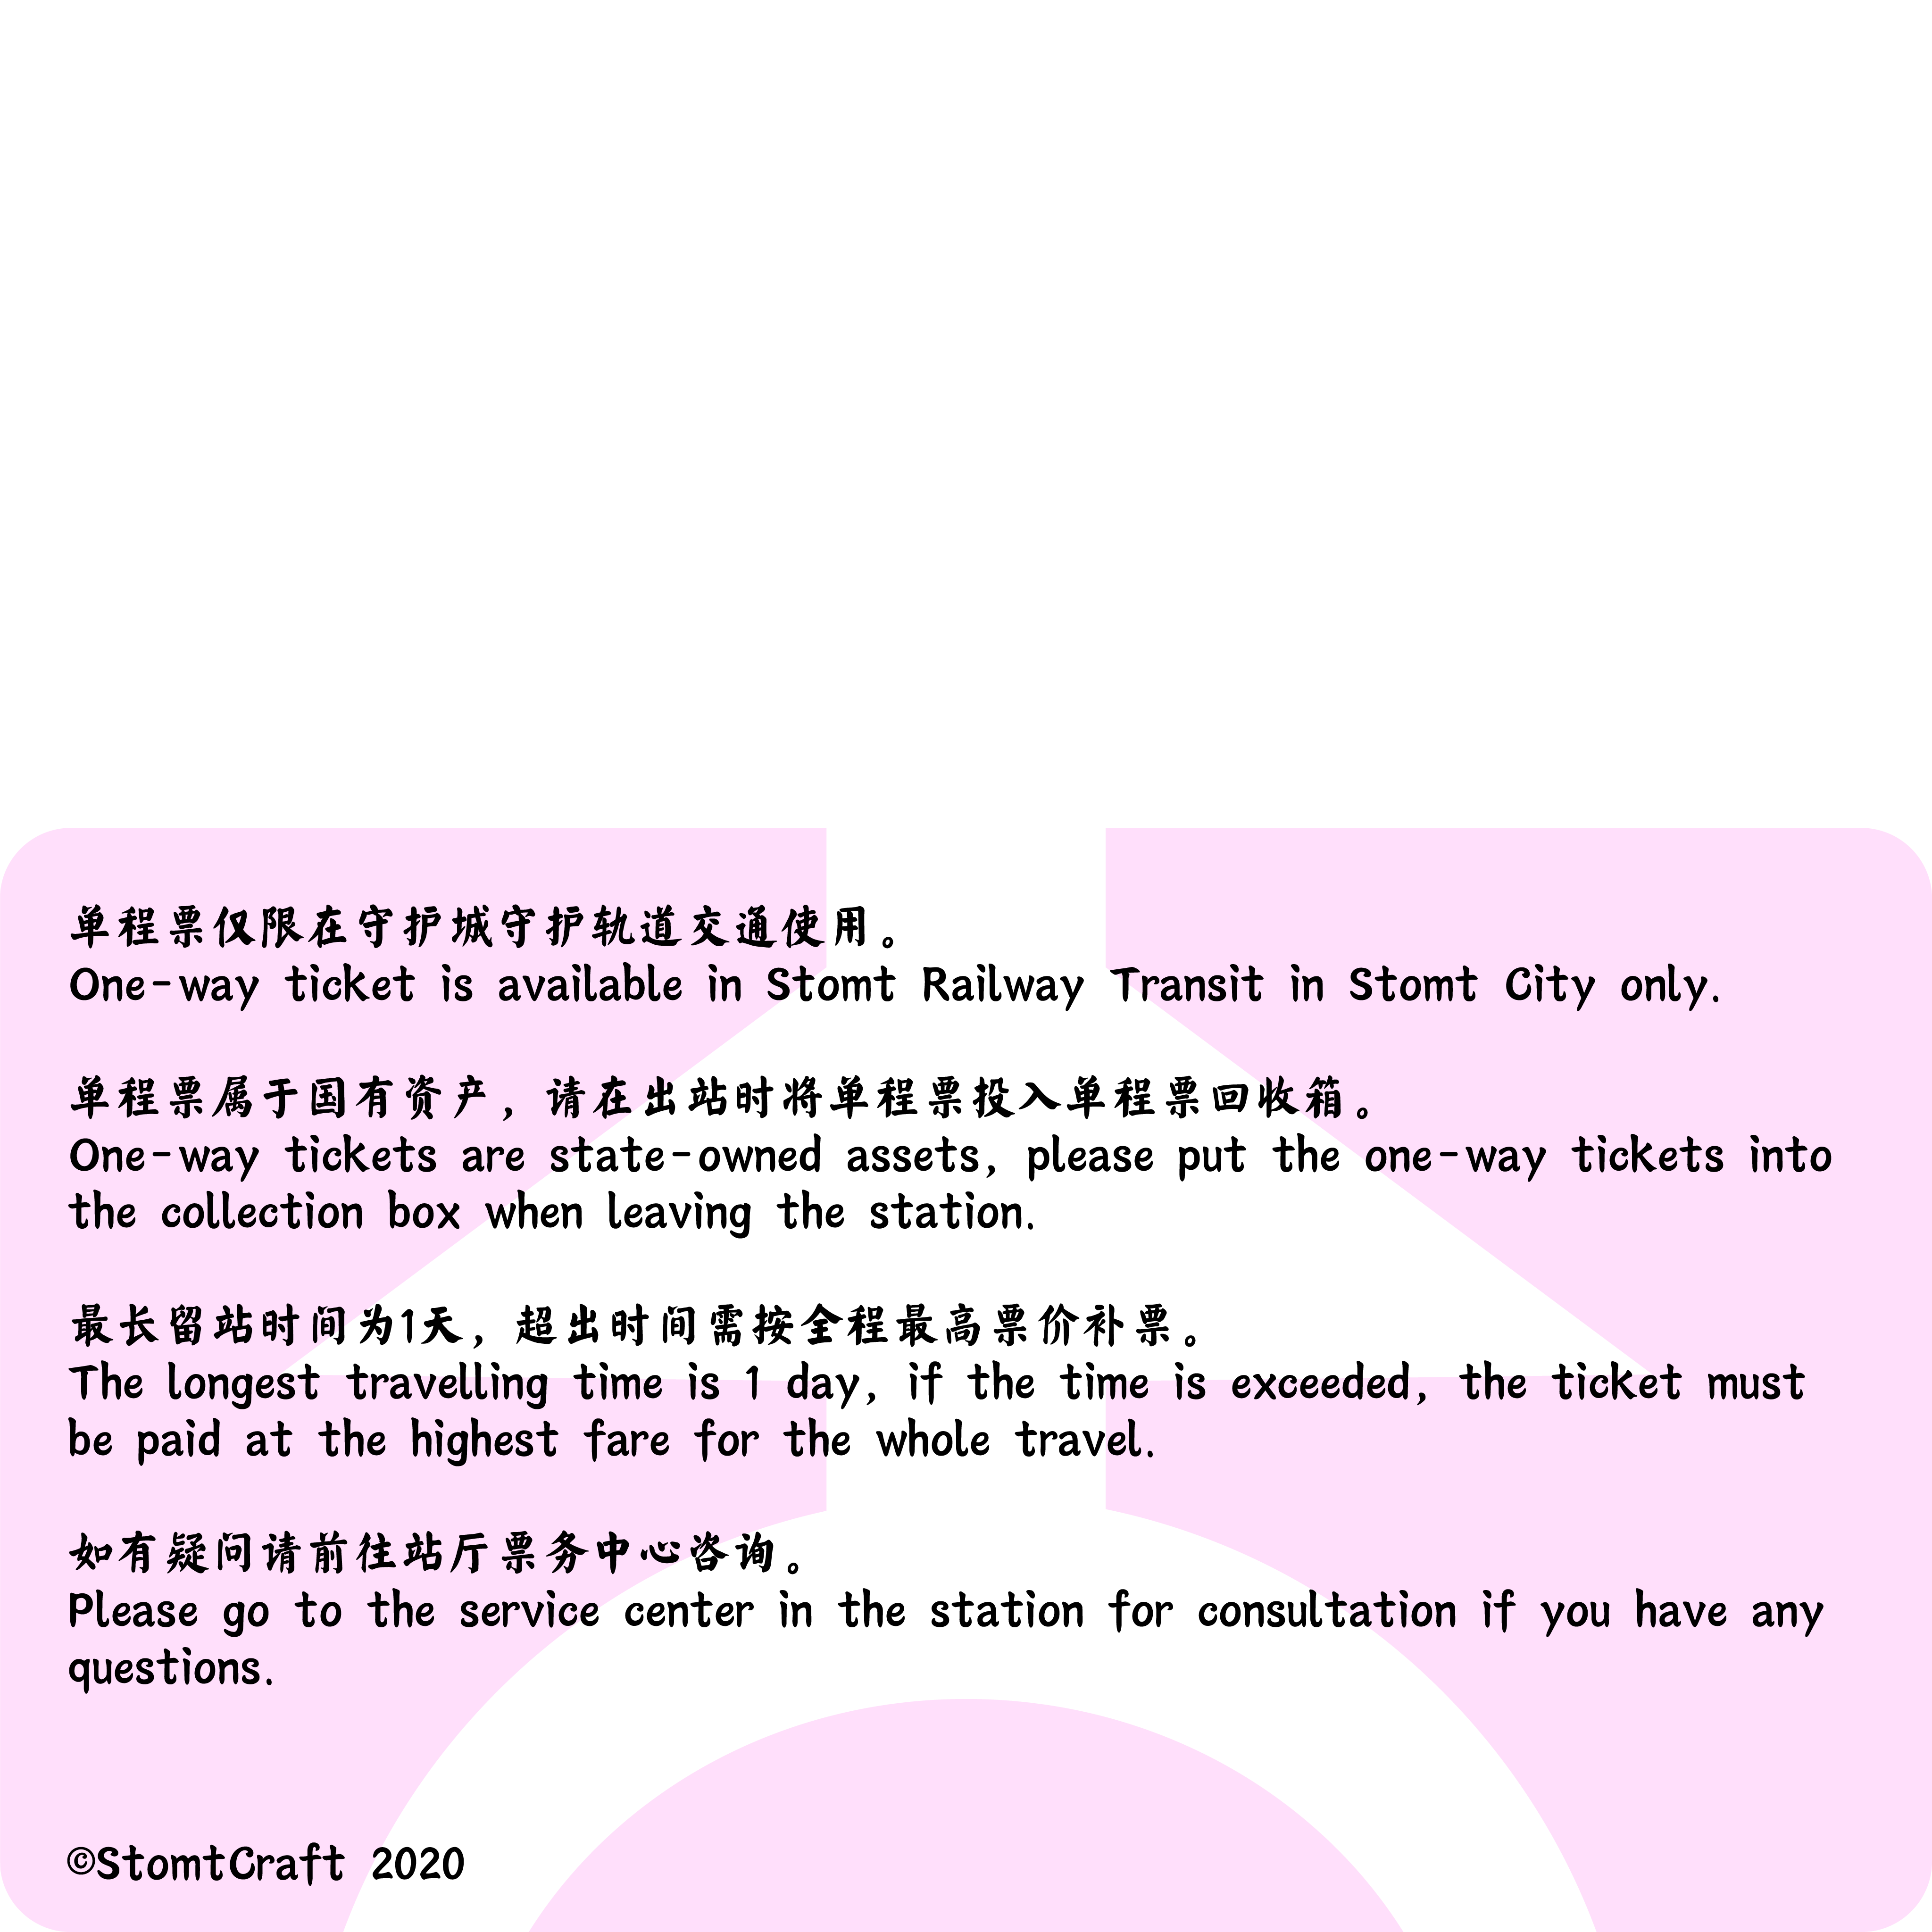 单程票仅限在守护城守护轨道交通使用。
One-way ticket is available in Stomt Railway Transit in Stomt City only.
单程票属于国有资产，请在出站时将单程票投入单程票回收箱。
One-way tickets are state-owned assets, please put the one-way tickets into
the collection box when leaving the station.
最长留站时间为1天，超出时间需按全程最高票价补票。
The longest travelling time is 1 day, if the time is exceeded, the ticket must
be paid at the highest fare for the whole travel.
如有疑问请前往站厅票务中心咨询。
Please go to the service center in the station for consultation if you have any
questions.
©StomtCraft 2020